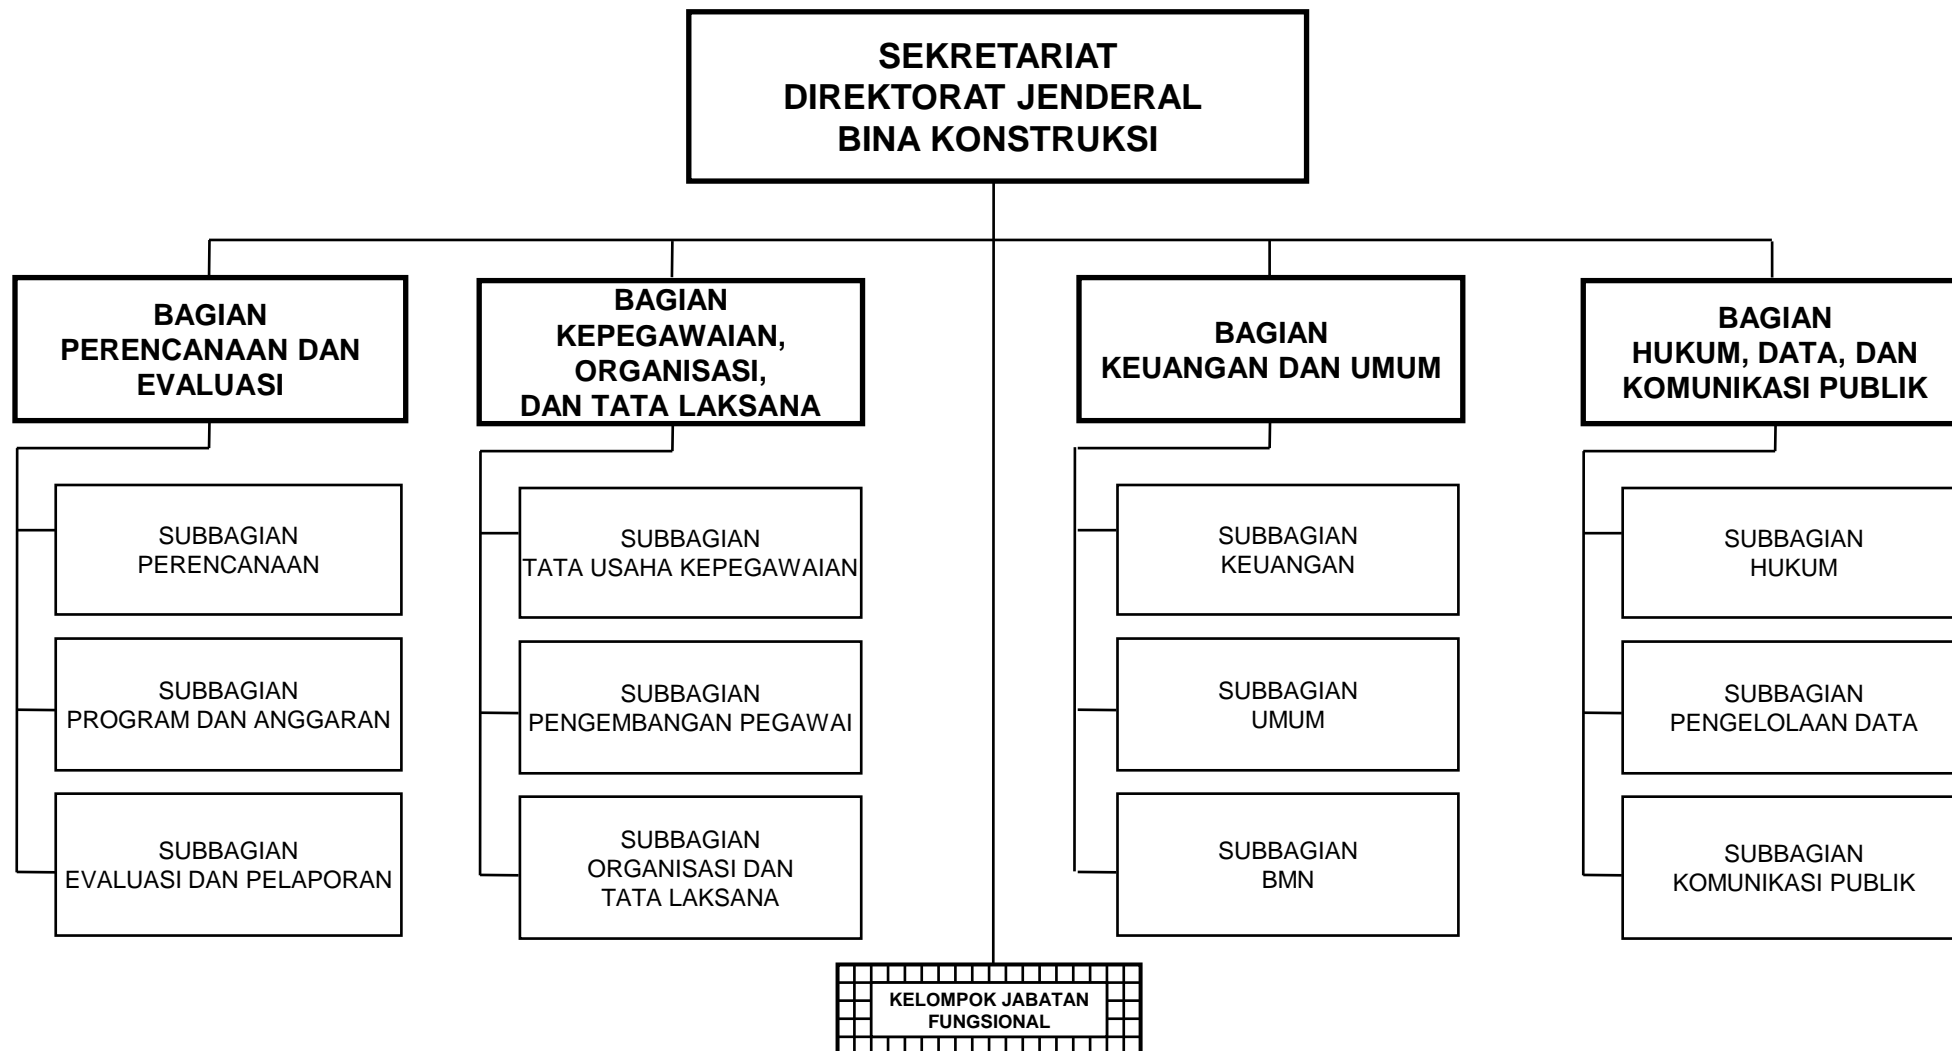 SEKRETARIAT
DIREKTORAT JENDERAL
BINA KONSTRUKSI
BAGIAN
PERENCANAAN DAN
EVALUASI
BAGIAN
KEPEGAWAIAN,
ORGANISASI,
DAN TATA LAKSANA
BAGIAN
KEUANGAN DAN UMUM
BAGIAN
HUKUM, DATA, DAN
KOMUNIKASI PUBLIK
SUBBAGIAN
PERENCANAAN
SUBBAGIAN
TATA USAHA KEPEGAWAIAN
SUBBAGIAN
KEUANGAN
SUBBAGIAN
HUKUM
SUBBAGIAN
PROGRAM DAN ANGGARAN
SUBBAGIAN
PENGEMBANGAN PEGAWAI
SUBBAGIAN
UMUM
SUBBAGIAN
PENGELOLAAN DATA
SUBBAGIAN
EVALUASI DAN PELAPORAN
SUBBAGIAN
ORGANISASI DAN
TATA LAKSANA
SUBBAGIAN
BMN
SUBBAGIAN
KOMUNIKASI PUBLIK
KELOMPOK JABATAN
FUNGSIONAL